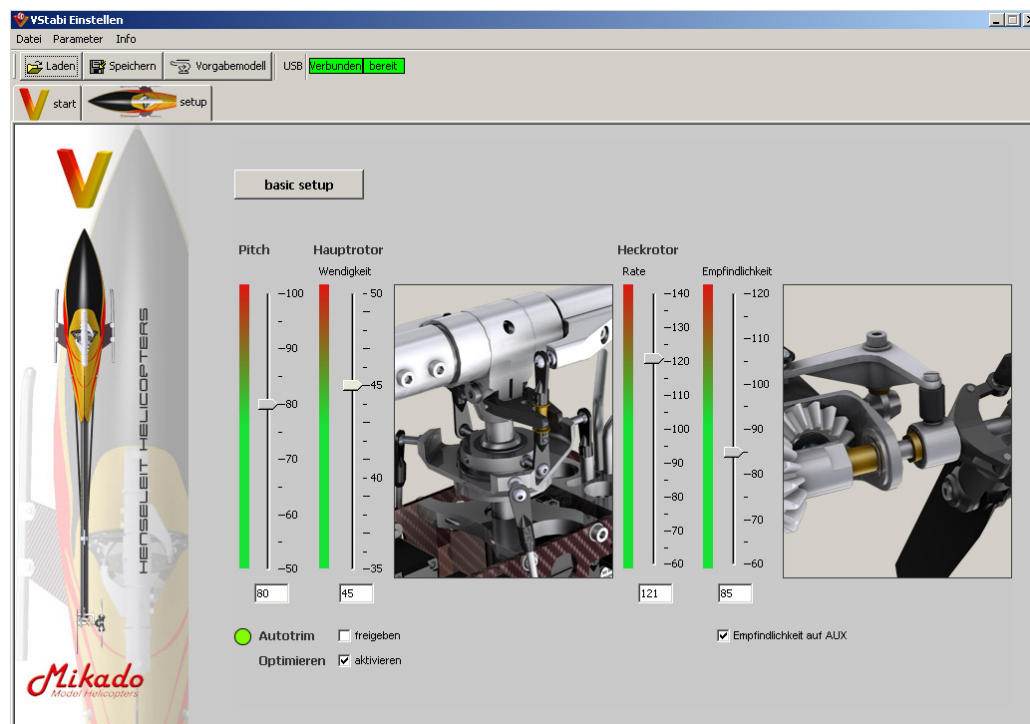 VStabi Einstellen
Datei Parameter Info
Laden Speichern Vorgabemodell USB Verbunden bereit
start setup
basic setup
Pitch Hauptrotor Heckrotor
Wendigkeit Rate Empfindlichkeit
100 50 140 120
130
90 110
45 120
80 110 100
100 90
70 40 90
80 80
60 70 70
50 35 60 60
80 45 121 85
Autotrim freigeben Empfindlichkeit auf AUX
Optimieren aktivieren
HENSELEIT HELICOPTERS
Mikado
Model Helicopters